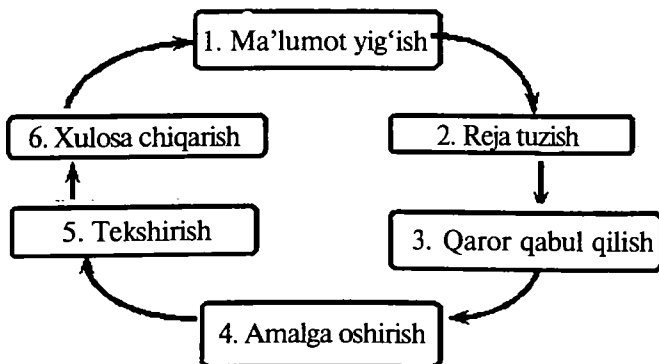 1. Ma’lumot yig‘ish
2. Reja tuzish
3. Qaror qabul qilish
4. Amalga oshirish
5. Tekshirish
6. Xulosa chiqarish